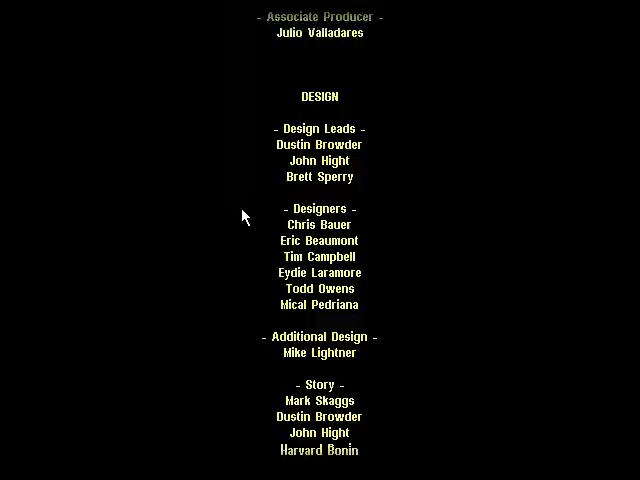 - Associate Producer -
Julio Valladares
DESIGN
- Design Leads -
Dustin Browder
John Hight
Brett Sperry
- Designers -
Chris Bauer
Eric Beaumont
Tim Campbell
Eydie Laramore
Todd Owens
Mical Pedriana
- Additional Design -
Mike Lightner
- Story -
Mark Skaggs
Dustin Browder
John Hight
Harvard Bonin